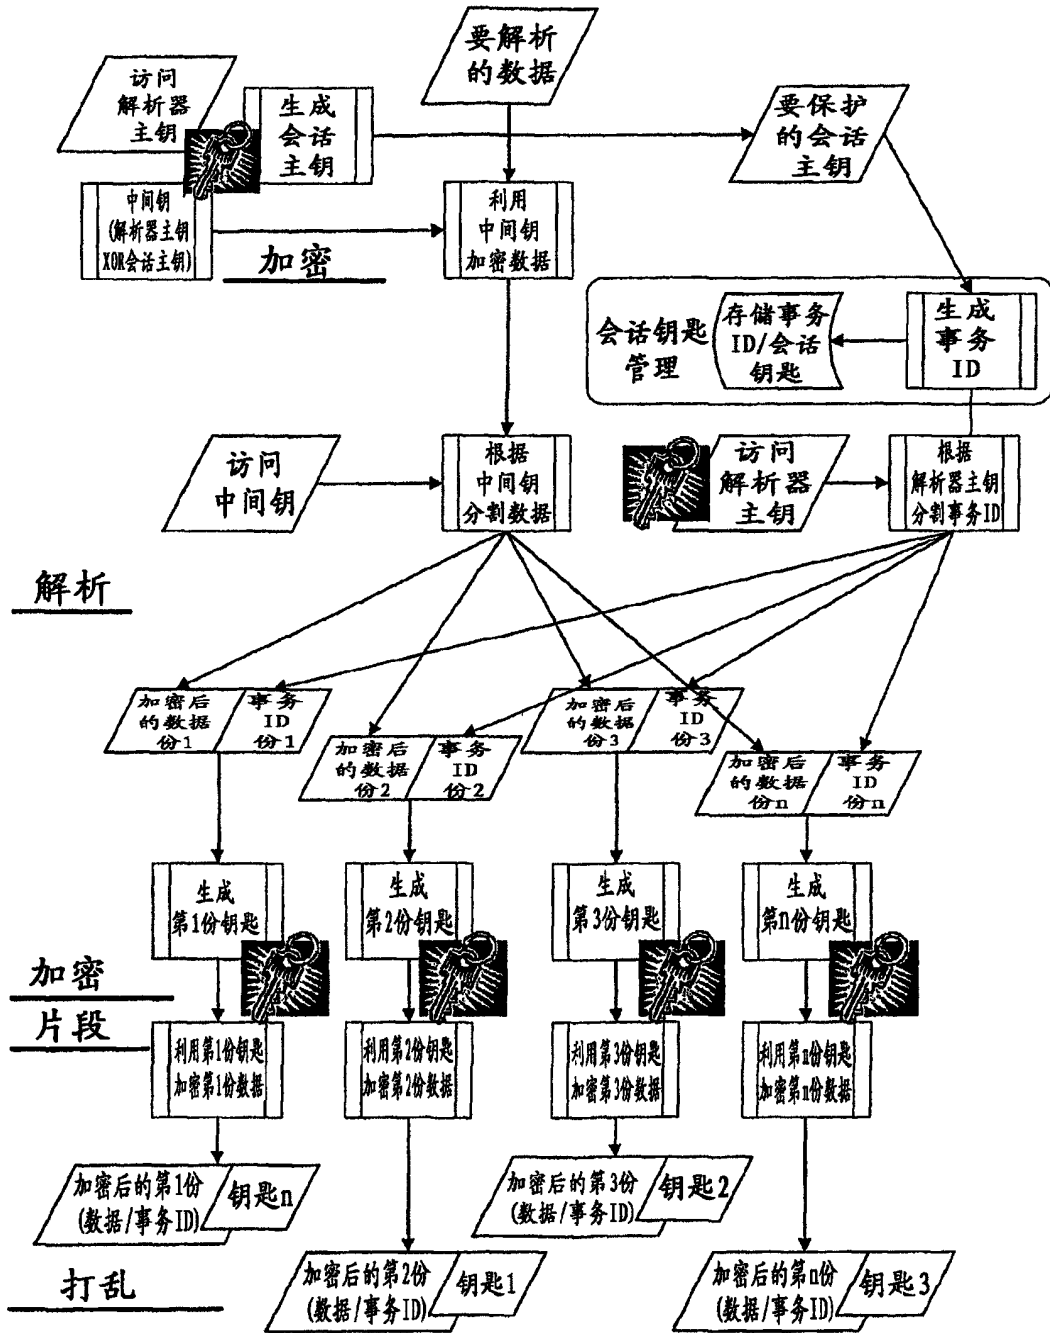 要解析
的数据
访问
解析器
主钥
生成
会话
主钥
要保护
的会话
主钥
中间钥
(解析器主钥
XOR会话主钥)
加密
利用
中间钥
加密数据
会话钥匙
管理
存储事务
ID/会话
钥匙
生成
事务
ID
访问
中间钥
根据
中间钥
分割数据
访问
解析器
主钥
根据
解析器主钥
分割事务ID
解析
加密后
的数据
份1
事务
ID
份1
加密后
的数据
份2
事务
ID
份2
加密后
的数据
份3
事务
ID
份3
加密后
的数据
份n
事务
ID
份n
生成
第1份钥匙
生成
第2份钥匙
生成
第3份钥匙
生成
第n份钥匙
加密
片段
利用第1份钥匙
加密第1份数据
利用第2份钥匙
加密第2份数据
利用第3份钥匙
加密第3份数据
利用第n份钥匙
加密第n份数据
加密后的第1份
(数据/事务ID)
钥匙n
加密后的第3份
(数据/事务ID)
钥匙2
打乱
加密后的第2份
(数据/事务ID)
钥匙1
加密后的第n份
(数据/事务ID)
钥匙3